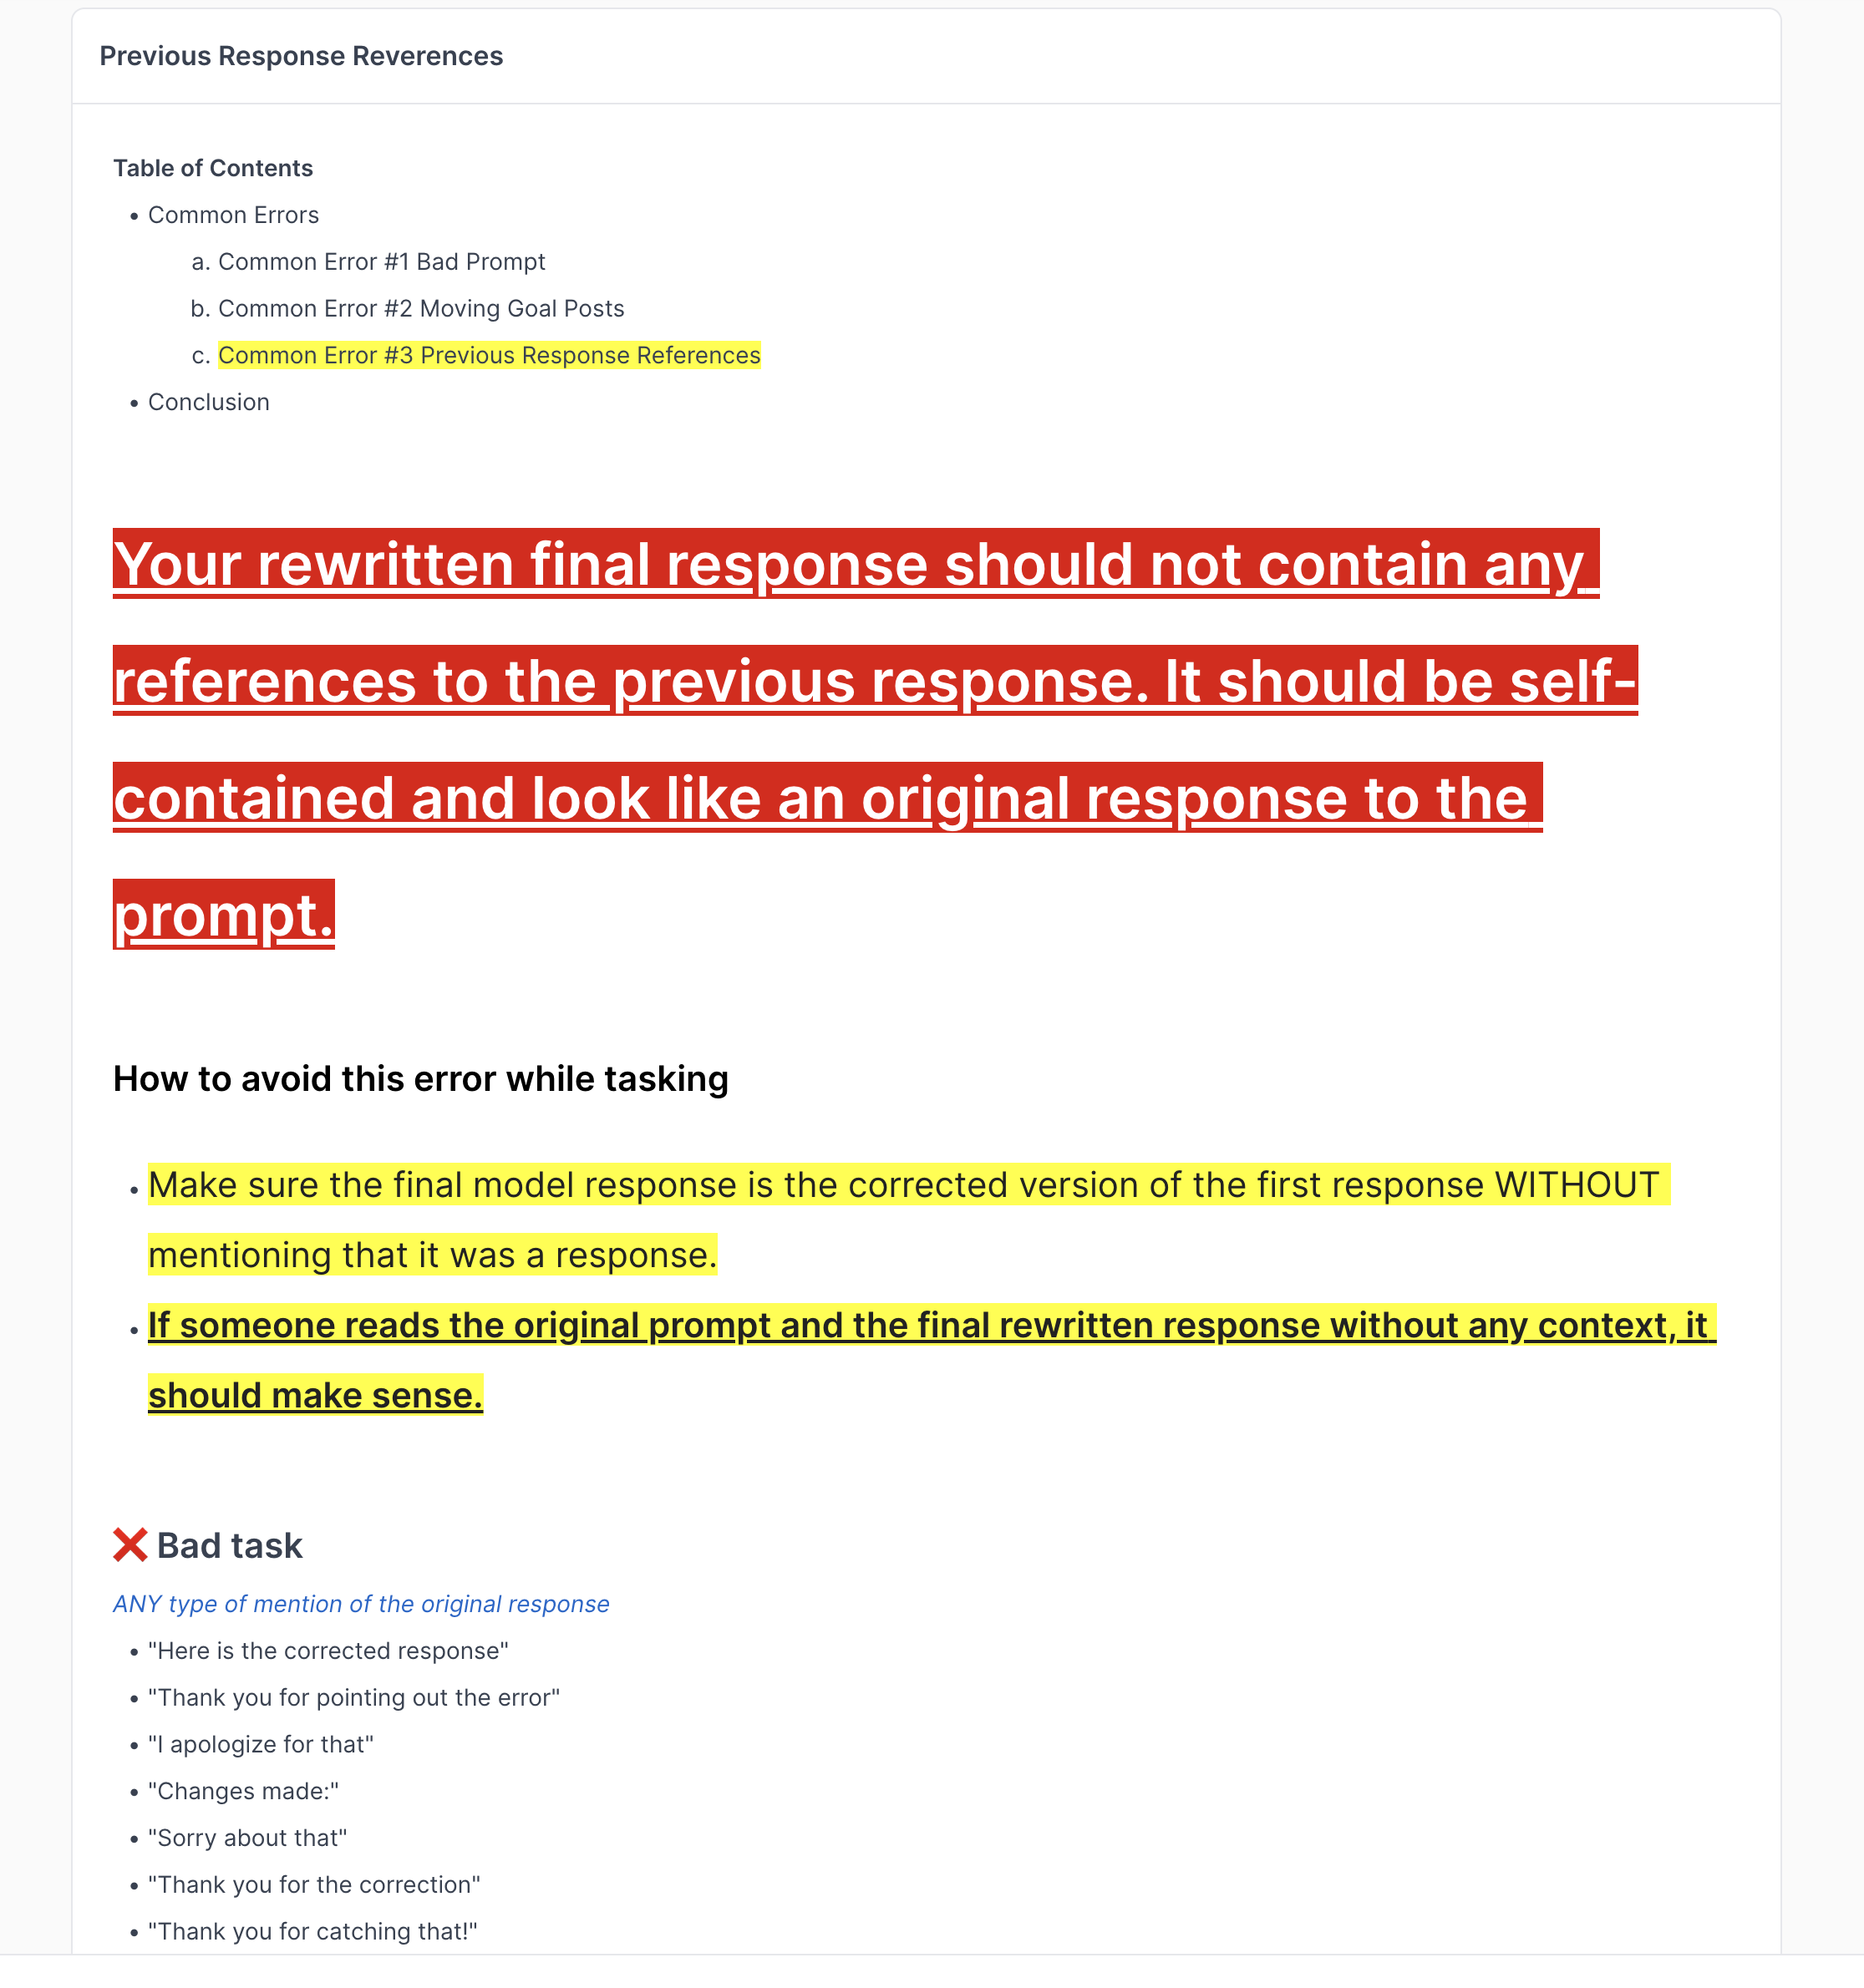 Previous Response Reverences
Table of Contents
• Common Errors
a. Common Error #1 Bad Prompt
b. Common Error #2 Moving Goal Posts
c. Common Error #3 Previous Response References
• Conclusion
Your rewritten final response should not contain any
references to the previous response. It should be self-
contained and look like an original response to the
prompt.
How to avoid this error while tasking
• Make sure the final model response is the corrected version of the first response WITHOUT
mentioning that it was a response.
• If someone reads the original prompt and the final rewritten response without any context, it
should make sense.
❌ Bad task
ANY type of mention of the original response
• "Here is the corrected response"
• "Thank you for pointing out the error"
• "I apologize for that"
• "Changes made:"
• "Sorry about that"
• "Thank you for the correction"
• "Thank you for catching that!"